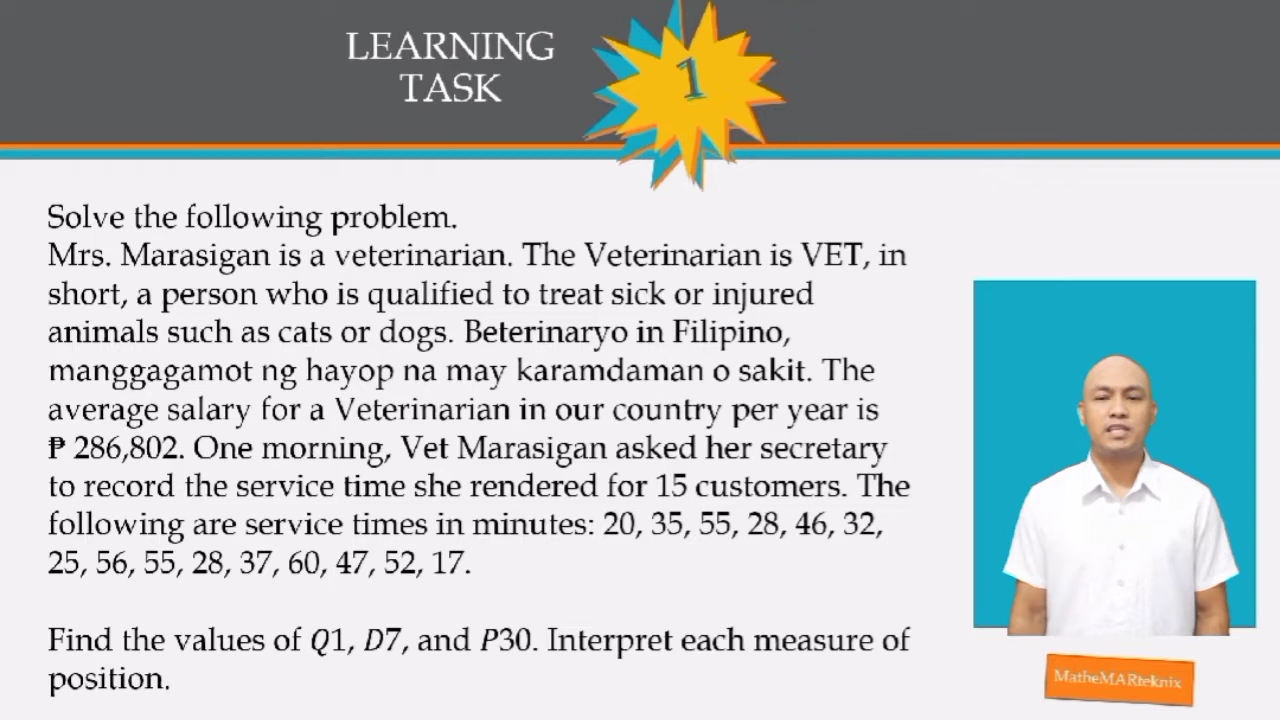 LEARNING
TASK
1
Solve the following problem.
Mrs. Marasigan is a veterinarian. The Veterinarian is VET, in
short, a person who is qualified to treat sick or injured
animals such as cats or dogs. Beterinaryo in Filipino,
manggagamot ng hayop na may karamdaman o sakit. The
average salary for a Veterinarian in our country per year is
₱ 286,802. One morning, Vet Marasigan asked her secretary
to record the service time she rendered for 15 customers. The
following are service times in minutes: 20, 35, 55, 28, 46, 32,
25, 56, 55, 28, 37, 60, 47, 52, 17.
Find the values of Q1, D7, and P30. Interpret each measure of
position.
MatheMARteknix